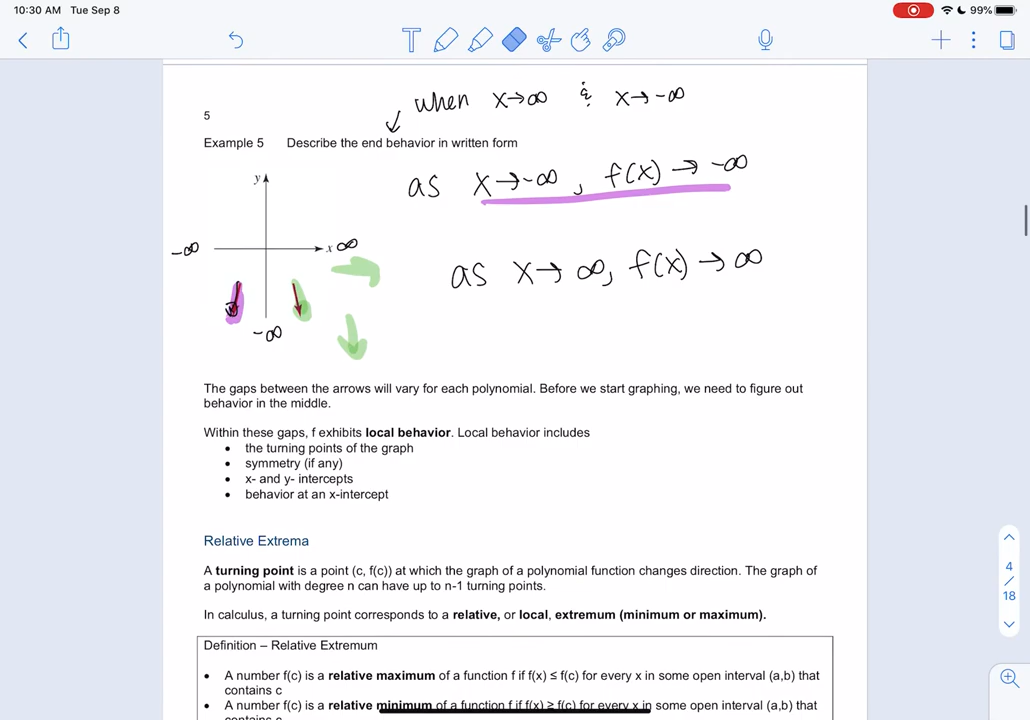 10:30 AM Tue Sep 8
99%
when x→∞ & x→-∞
5
Example 5 Describe the end behavior in written form
as x→-∞, f(x)→-∞
y
-∞
x ∞
as x→∞, f(x)→∞
-∞
The gaps between the arrows will vary for each polynomial. Before we start graphing, we need to figure out
behavior in the middle.
Within these gaps, f exhibits local behavior. Local behavior includes
• the turning points of the graph
• symmetry (if any)
• x- and y- intercepts
• behavior at an x-intercept
Relative Extrema
4
/
18
A turning point is a point (c, f(c)) at which the graph of a polynomial function changes direction. The graph of
a polynomial with degree n can have up to n-1 turning points.
In calculus, a turning point corresponds to a relative, or local, extremum (minimum or maximum).
Definition – Relative Extremum
• A number f(c) is a relative maximum of a function f if f(x) ≤ f(c) for every x in some open interval (a,b) that
contains c
• A number f(c) is a relative minimum of a function f if f(x) ≥ f(c) for every x in some open interval (a,b) that
contains c